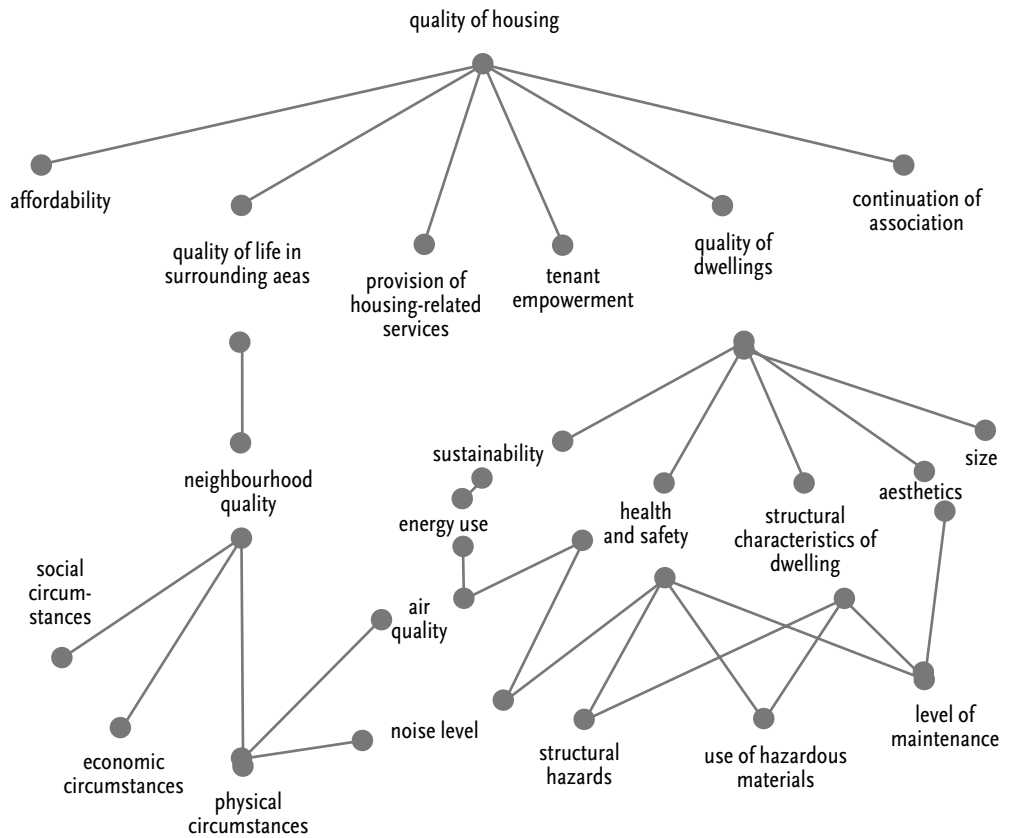 quality of housing
affordability
continuation of
association
quality of life in
surrounding aeas
provision of
housing-related
services
tenant
empowerment
quality of
dwellings
sustainability
size
neighbourhood
quality
energy use
health
and safety
structural
characteristics of
dwelling
aesthetics
social
circum-
stances
air
quality
economic
circumstances
physical
circumstances
noise level
structural
hazards
use of hazardous
materials
level of
maintenance